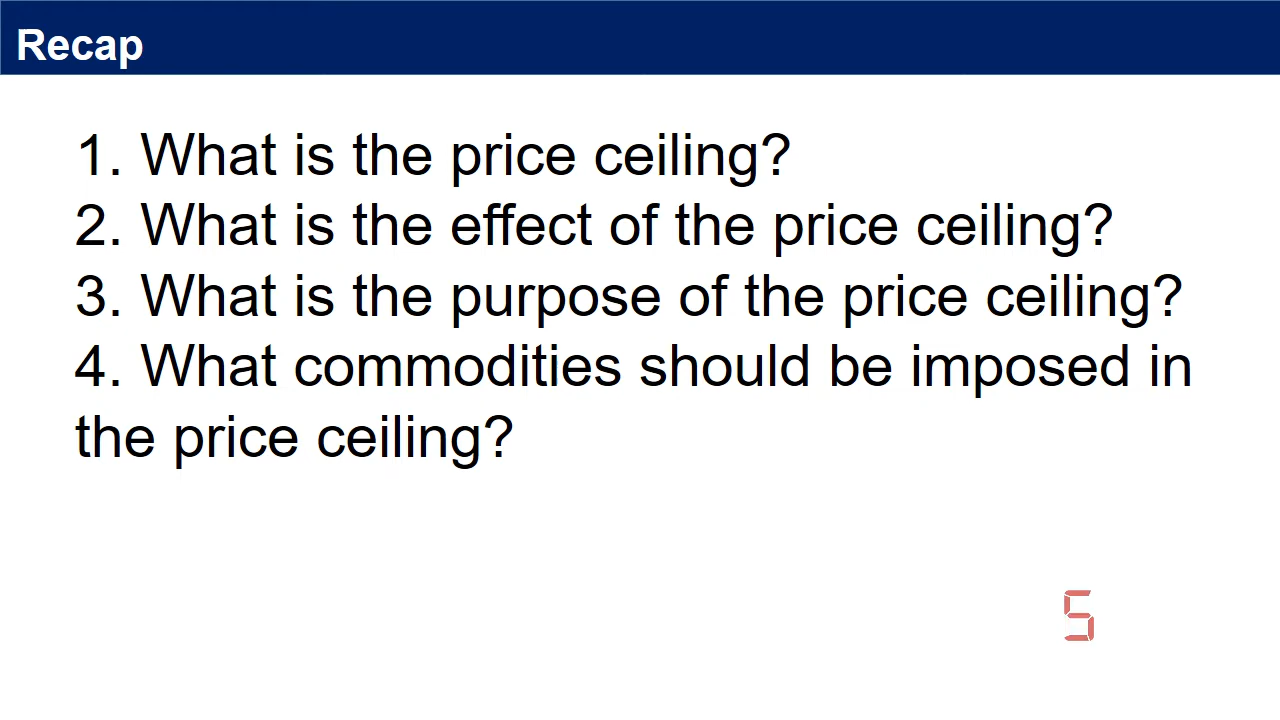 Recap
1. What is the price ceiling?
2. What is the effect of the price ceiling?
3. What is the purpose of the price ceiling?
4. What commodities should be imposed in
the price ceiling?
5